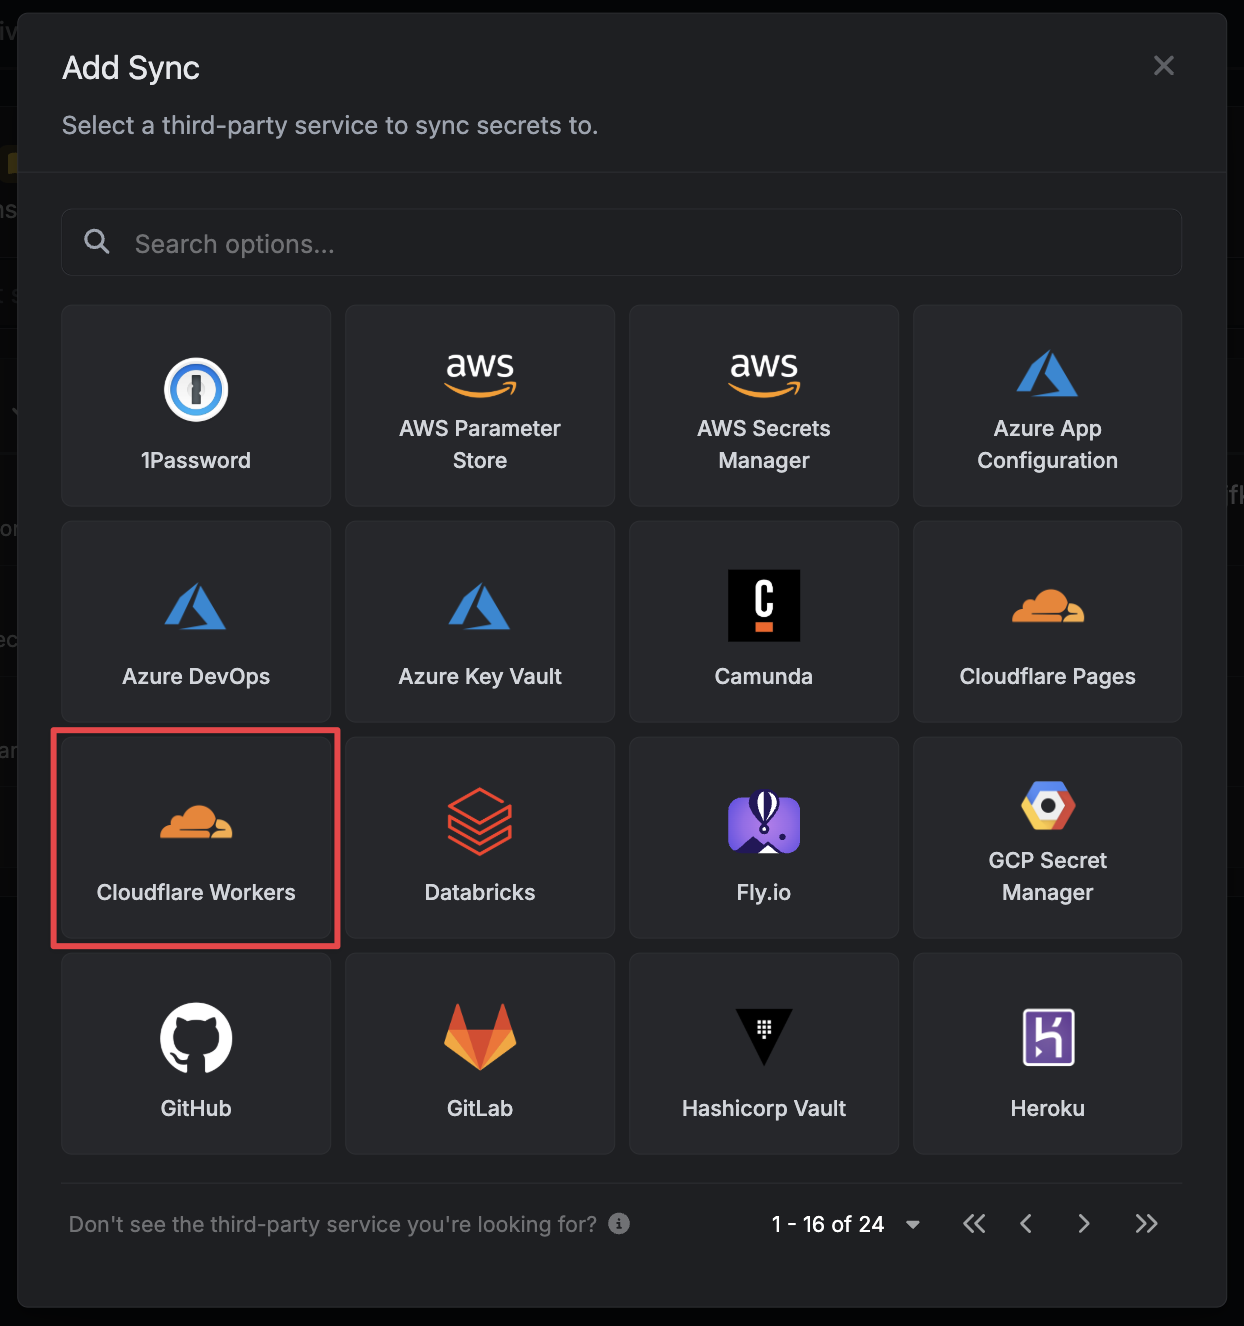 Add Sync
Select a third-party service to sync secrets to.
Search options...
1Password
aws
AWS Parameter
Store
aws
AWS Secrets
Manager
Azure App
Configuration
Azure DevOps
Azure Key Vault
Camunda
Cloudflare Pages
Cloudflare Workers
Databricks
Fly.io
GCP Secret
Manager
GitHub
GitLab
Hashicorp Vault
Heroku
Don't see the third-party service you're looking for?
1 - 16 of 24